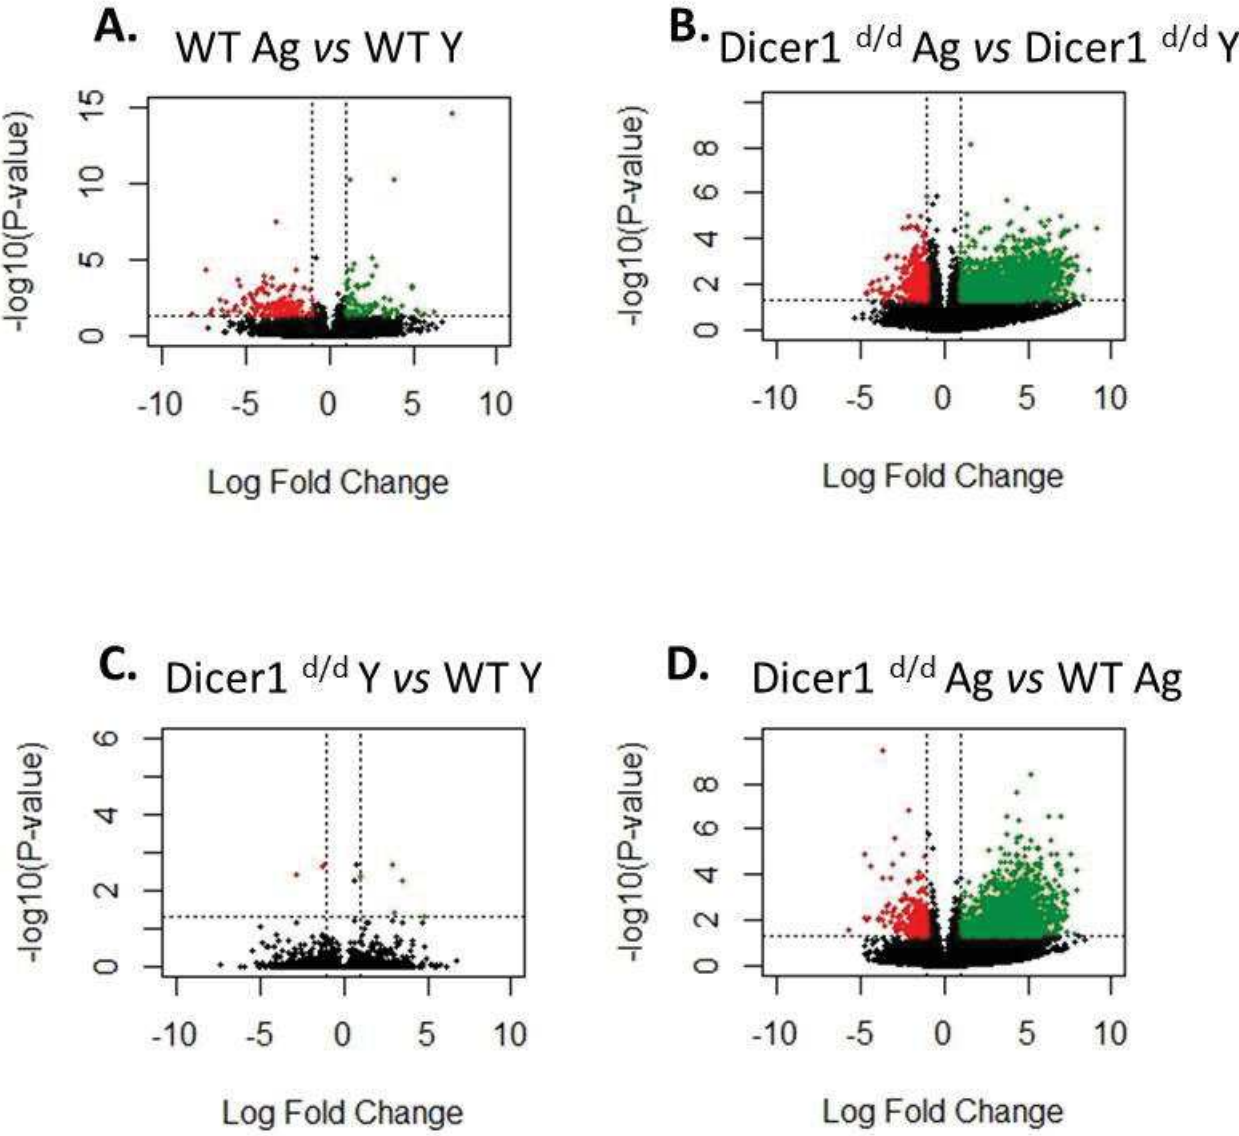 A. WT Ag vs WT Y
-log10(P-value)
15
10
5
0
-10 -5 0 5 10
Log Fold Change
B. Dicer1 d/d Ag vs Dicer1 d/d Y
-log10(P-value)
8
6
4
2
0
-10 -5 0 5 10
Log Fold Change
C. Dicer1 d/d Y vs WT Y
-log10(P-value)
6
4
2
0
-10 -5 0 5 10
Log Fold Change
D. Dicer1 d/d Ag vs WT Ag
-log10(P-value)
8
6
4
2
0
-10 -5 0 5 10
Log Fold Change